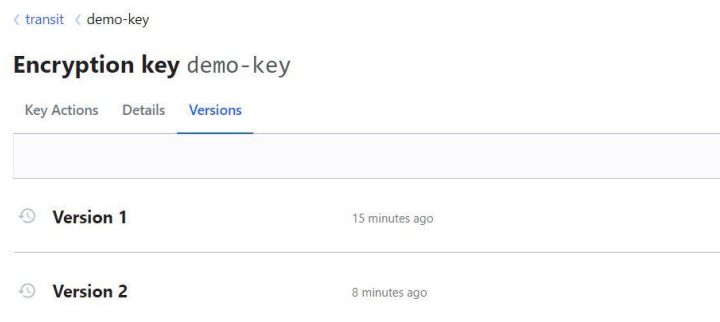 transit demo-key
Encryption key demo-key
Key Actions Details Versions
Version 1 15 minutes ago
Version 2 8 minutes ago